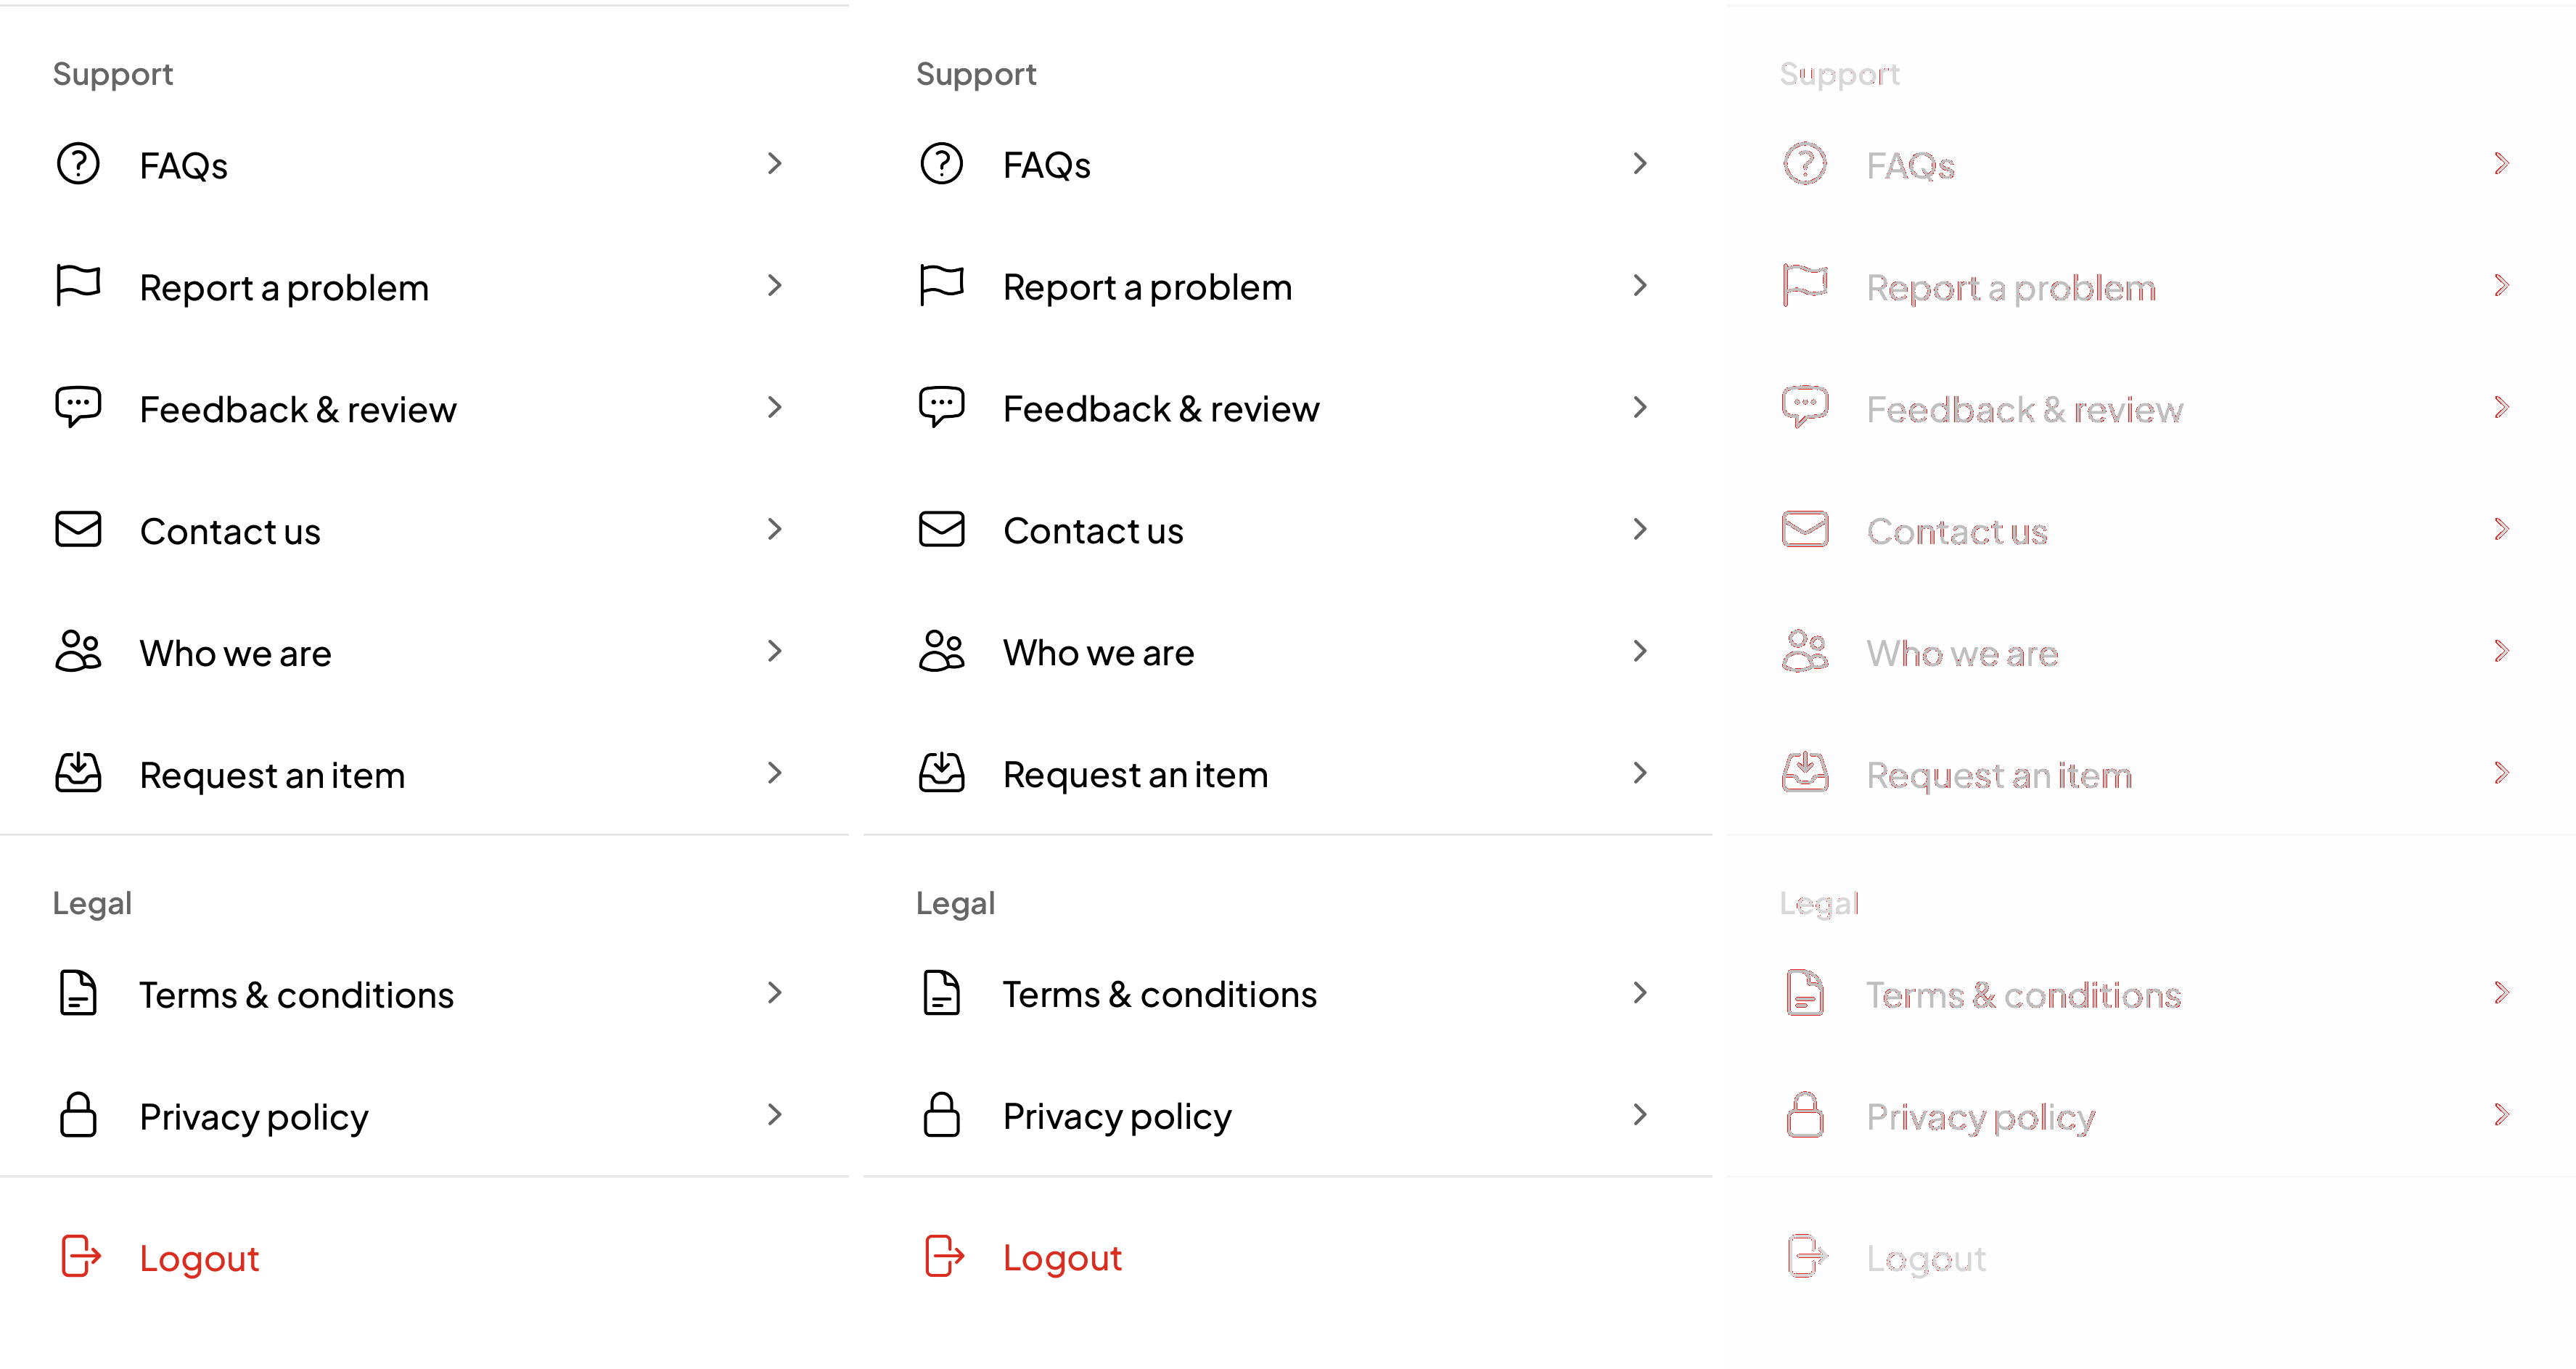 Support
FAQs
Report a problem
Feedback & review
Contact us
Who we are
Request an item
Legal
Terms & conditions
Privacy policy
Logout
Support
FAQs
Report a problem
Feedback & review
Contact us
Who we are
Request an item
Legal
Terms & conditions
Privacy policy
Logout
Support
FAQs
Report a problem
Feedback & review
Contact us
Who we are
Request an item
Legal
Terms & conditions
Privacy policy
Logout